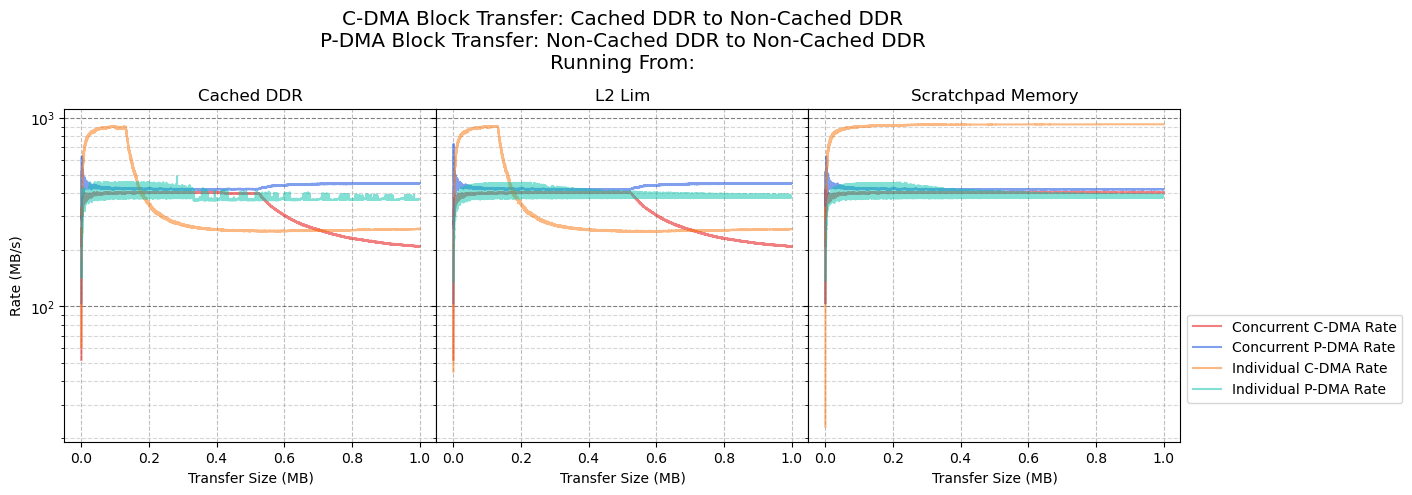 C-DMA Block Transfer: Cached DDR to Non-Cached DDR
P-DMA Block Transfer: Non-Cached DDR to Non-Cached DDR
Running From:
Cached DDR
L2 Lim
Scratchpad Memory
Rate (MB/s)
10³
10²
0.0 0.2 0.4 0.6 0.8 1.0
0.0 0.2 0.4 0.6 0.8 1.0
0.0 0.2 0.4 0.6 0.8 1.0
Transfer Size (MB)
Transfer Size (MB)
Transfer Size (MB)
Concurrent C-DMA Rate
Concurrent P-DMA Rate
Individual C-DMA Rate
Individual P-DMA Rate